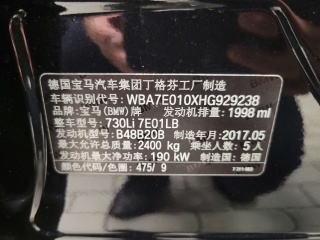 德国宝马汽车集团丁格芬工厂制造
车辆识别代号: WBA7E010XHG929238
品牌: 宝马(BMW)牌 发动机排量: 1998 ml
型号: 730Li 7E01LB
发动机型号: B48B20B 制造年月: 2017.05
最大允许总质量: 2400 kg 乘坐人数: 5人
发动机最大净功率: 190 kW 制造国: 德国
颜色代码/色圈: 475/ 9